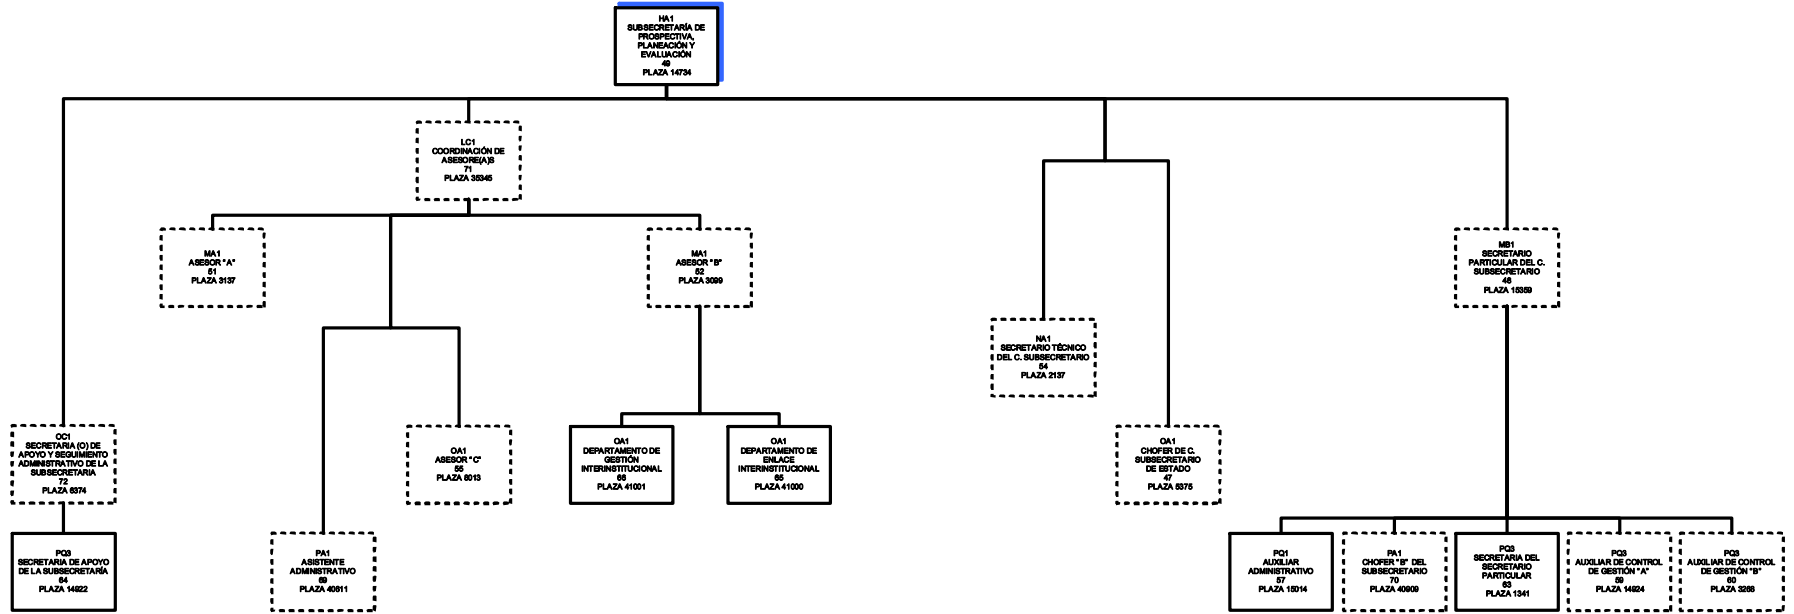 HA1
SUBSECRETARÍA DE
PROSPECTIVA,
PLANEACIÓN Y
EVALUACIÓN
49
PLAZA 14734
LC1
COORDINACIÓN DE
ASESORE(A)S
71
PLAZA 35345
MA1
ASESOR "A"
51
PLAZA 3137
MA1
ASESOR "B"
52
PLAZA 3099
MB1
SECRETARIO
PARTICULAR DEL C.
SUBSECRETARIO
48
PLAZA 15359
NA1
SECRETARIO TÉCNICO
DEL C. SUBSECRETARIO
54
PLAZA 2137
OC1
SECRETARIA (O) DE
APOYO Y SEGUIMIENTO
ADMINISTRATIVO DE LA
SUBSECRETARIA
72
PLAZA 6374
OA1
ASESOR "C"
55
PLAZA 8013
OA1
DEPARTAMENTO DE
GESTIÓN
INTERINSTITUCIONAL
66
PLAZA 41001
OA1
DEPARTAMENTO DE
ENLACE
INTERINSTITUCIONAL
65
PLAZA 41000
OA1
CHOFER DE C.
SUBSECRETARIO
DE ESTADO
47
PLAZA 5375
PQ3
SECRETARIA DE APOYO
DE LA SUBSECRETARÍA
64
PLAZA 14922
PA1
ASISTENTE
ADMINISTRATIVO
69
PLAZA 40811
PQ1
AUXILIAR
ADMINISTRATIVO
57
PLAZA 15014
PA1
CHOFER "B" DEL
SUBSECRETARIO
70
PLAZA 40909
PQ3
SECRETARIA DEL
SECRETARIO
PARTICULAR
63
PLAZA 1341
PQ3
AUXILIAR DE CONTROL
DE GESTIÓN "A"
59
PLAZA 14924
PQ3
AUXILIAR DE CONTROL
DE GESTIÓN "B"
60
PLAZA 3268